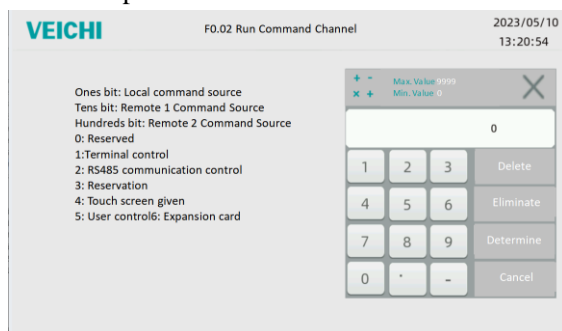 VEICHI
F0.02 Run Command Channel
2023/05/10
13:20:54
Ones bit: Local command source
Tens bit: Remote 1 Command Source
Hundreds bit: Remote 2 Command Source
0: Reserved
1:Terminal control
2: RS485 communication control
3: Reservation
4: Touch screen given
5: User control6: Expansion card
+ -
× +
Max. Value 9999
Min. Value 0
0
1 2 3 Delete
4 5 6 Eliminate
7 8 9 Determine
0 · - Cancel